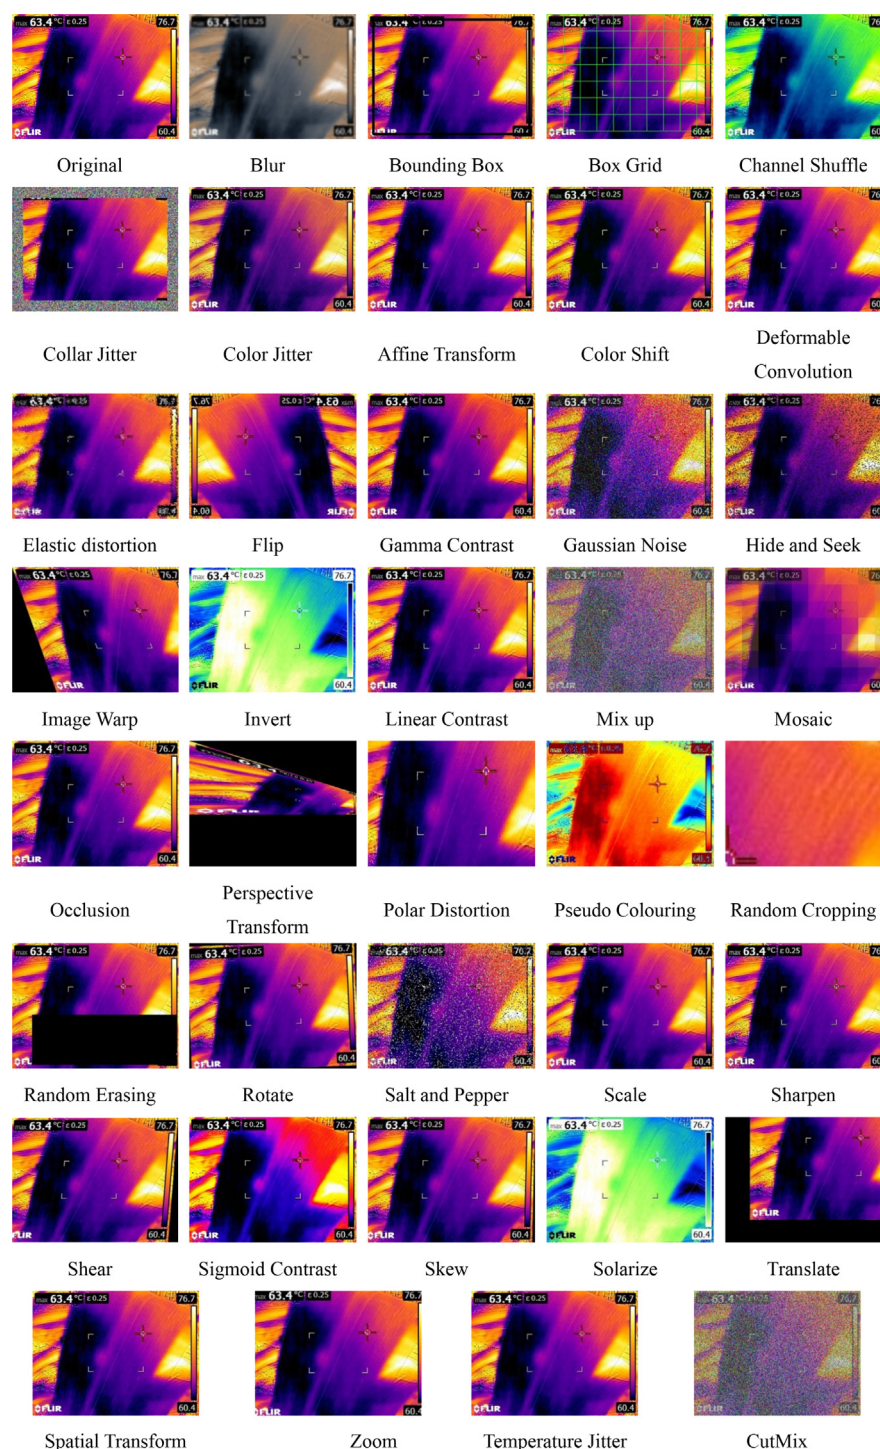 max 63.4 °C ε 0.25 76.7
60.4
FLIR
Original Blur Bounding Box Box Grid Channel Shuffle
Collar Jitter Color Jitter Affine Transform Color Shift Deformable
Convolution
Elastic distortion Flip Gamma Contrast Gaussian Noise Hide and Seek
Image Warp Invert Linear Contrast Mix up Mosaic
Occlusion Perspective
Transform Polar Distortion Pseudo Colouring Random Cropping
Random Erasing Rotate Salt and Pepper Scale Sharpen
Shear Sigmoid Contrast Skew Solarize Translate
Spatial Transform Zoom Temperature Jitter CutMix